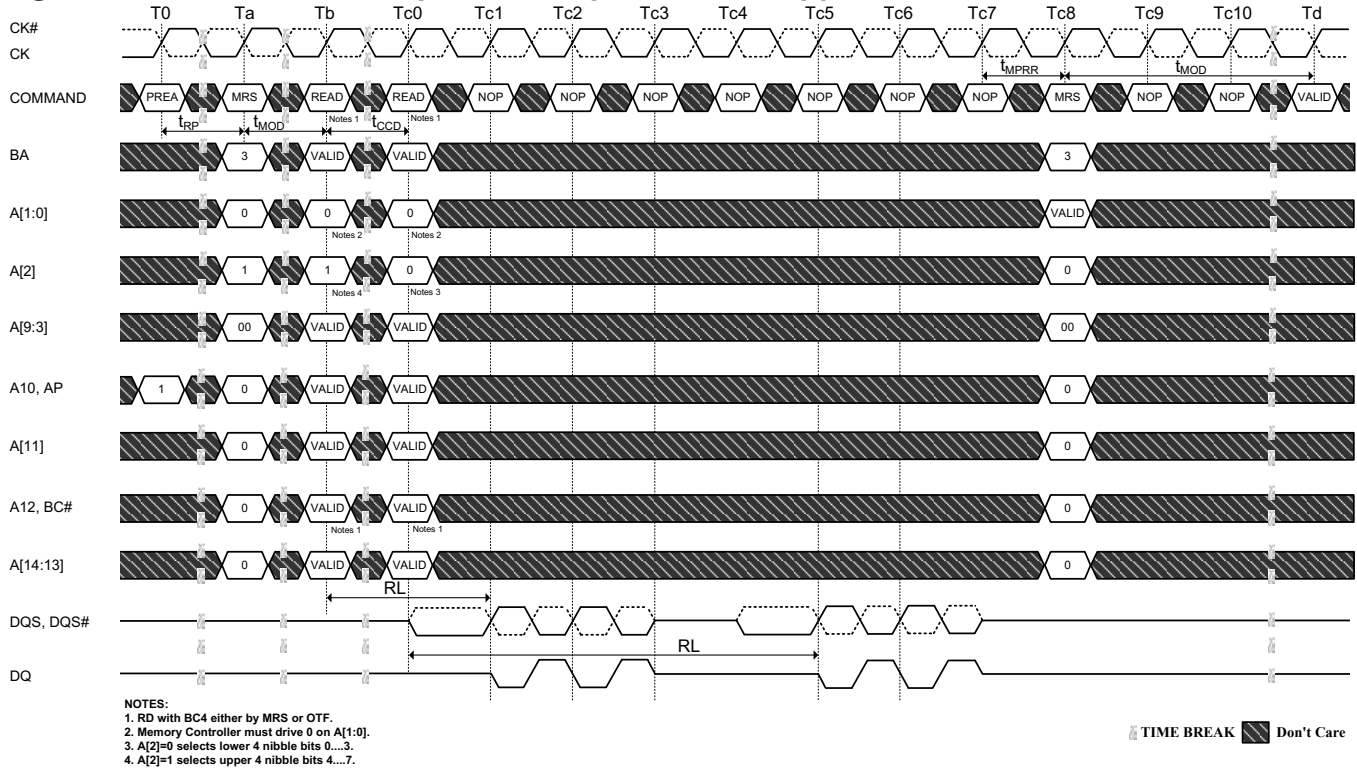 T0 Ta Tb Tc0 Tc1 Tc2 Tc3 Tc4 Tc5 Tc6 Tc7 Tc8 Tc9 Tc10 Td
CK#
CK
tMPRR tMOD
COMMAND PREA MRS READ READ NOP NOP NOP NOP NOP NOP NOP MRS NOP NOP VALID
Notes 1 Notes 1
tRP tMOD tCCD
BA 3 VALID VALID 3
A[1:0] 0 0 0 VALID
Notes 2 Notes 2
A[2] 1 1 0 0
Notes 4 Notes 3
A[9:3] 00 VALID VALID 00
A10, AP 1 0 VALID VALID 0
A[11] 0 VALID VALID 0
A12, BC# 0 VALID VALID 0
Notes 1 Notes 1
A[14:13] 0 VALID VALID 0
RL
DQS, DQS#
RL
DQ
NOTES:
1. RD with BC4 either by MRS or OTF.
2. Memory Controller must drive 0 on A[1:0].
3. A[2]=0 selects lower 4 nibble bits 0....3.
4. A[2]=1 selects upper 4 nibble bits 4....7.
TIME BREAK Don't Care